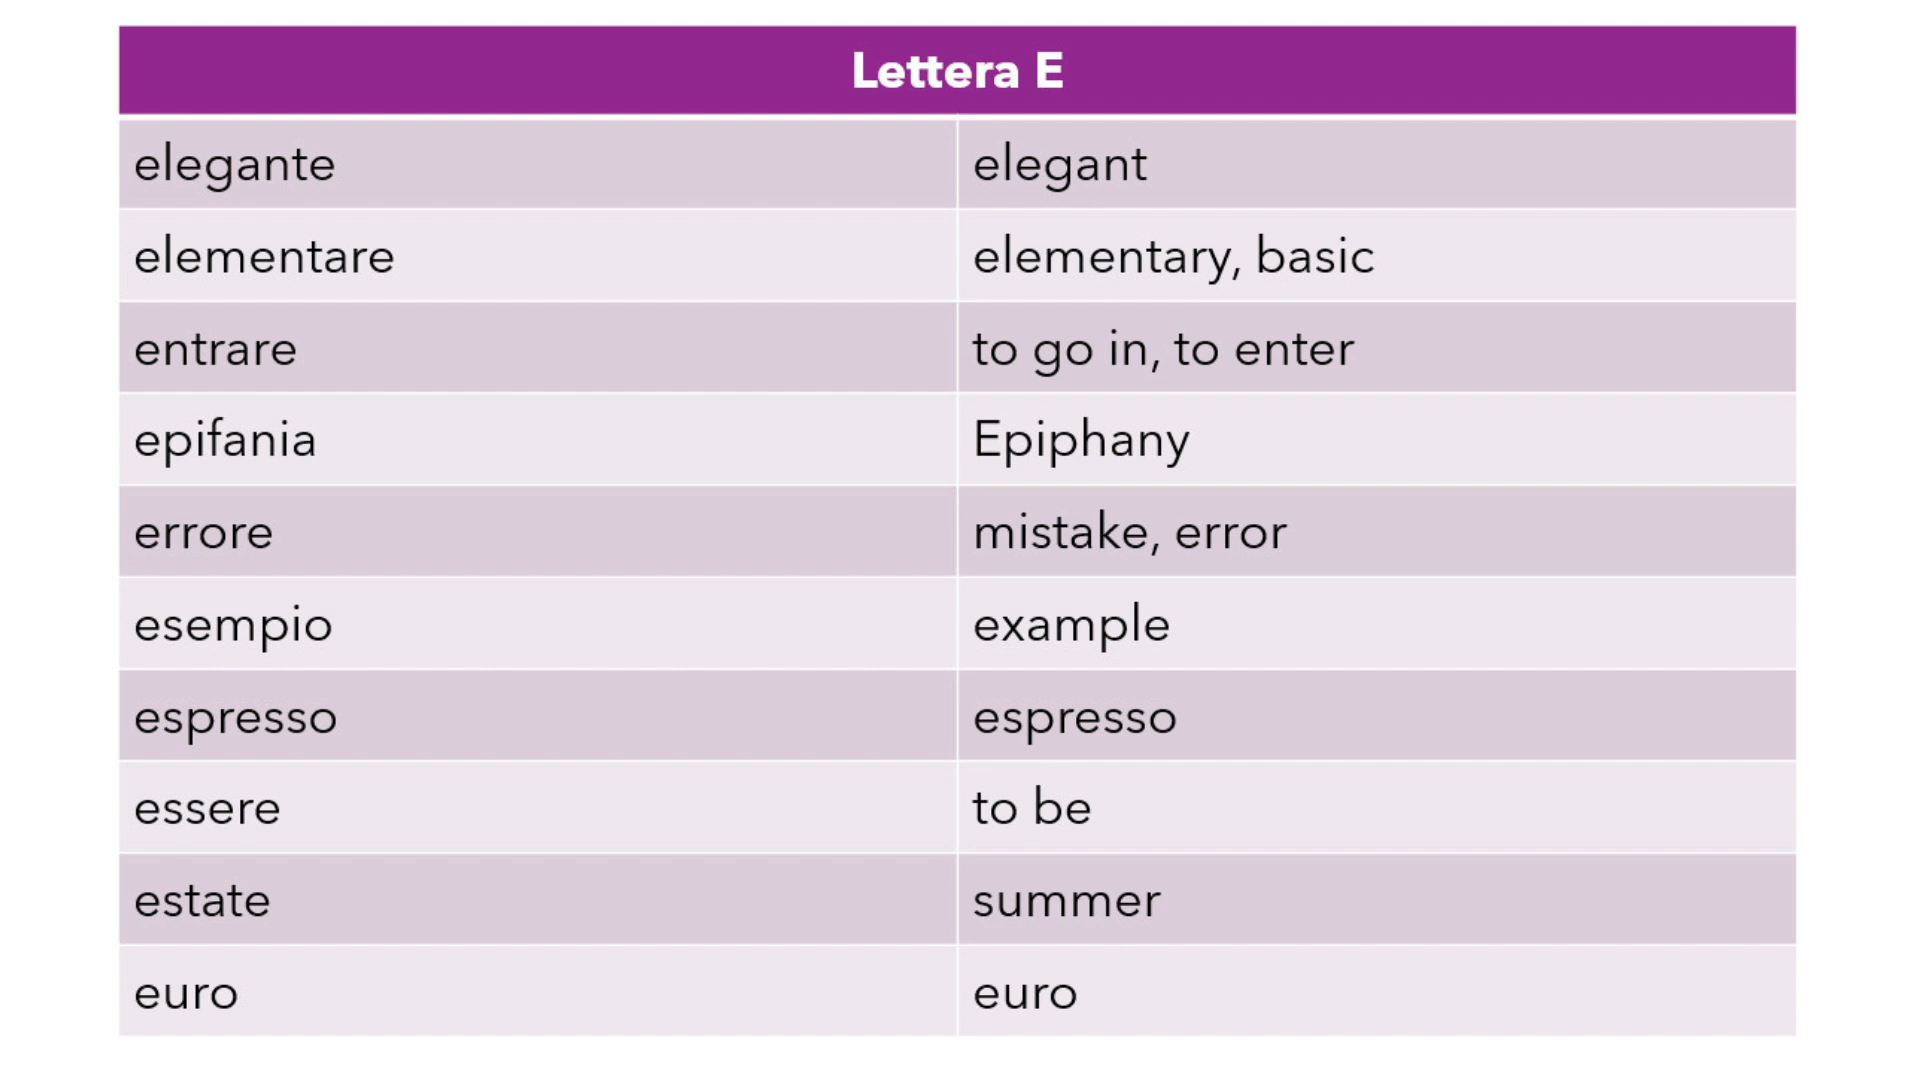 Lettera E
elegante elegant
elementare elementary, basic
entrare to go in, to enter
epifania Epiphany
errore mistake, error
esempio example
espresso espresso
essere to be
estate summer
euro euro